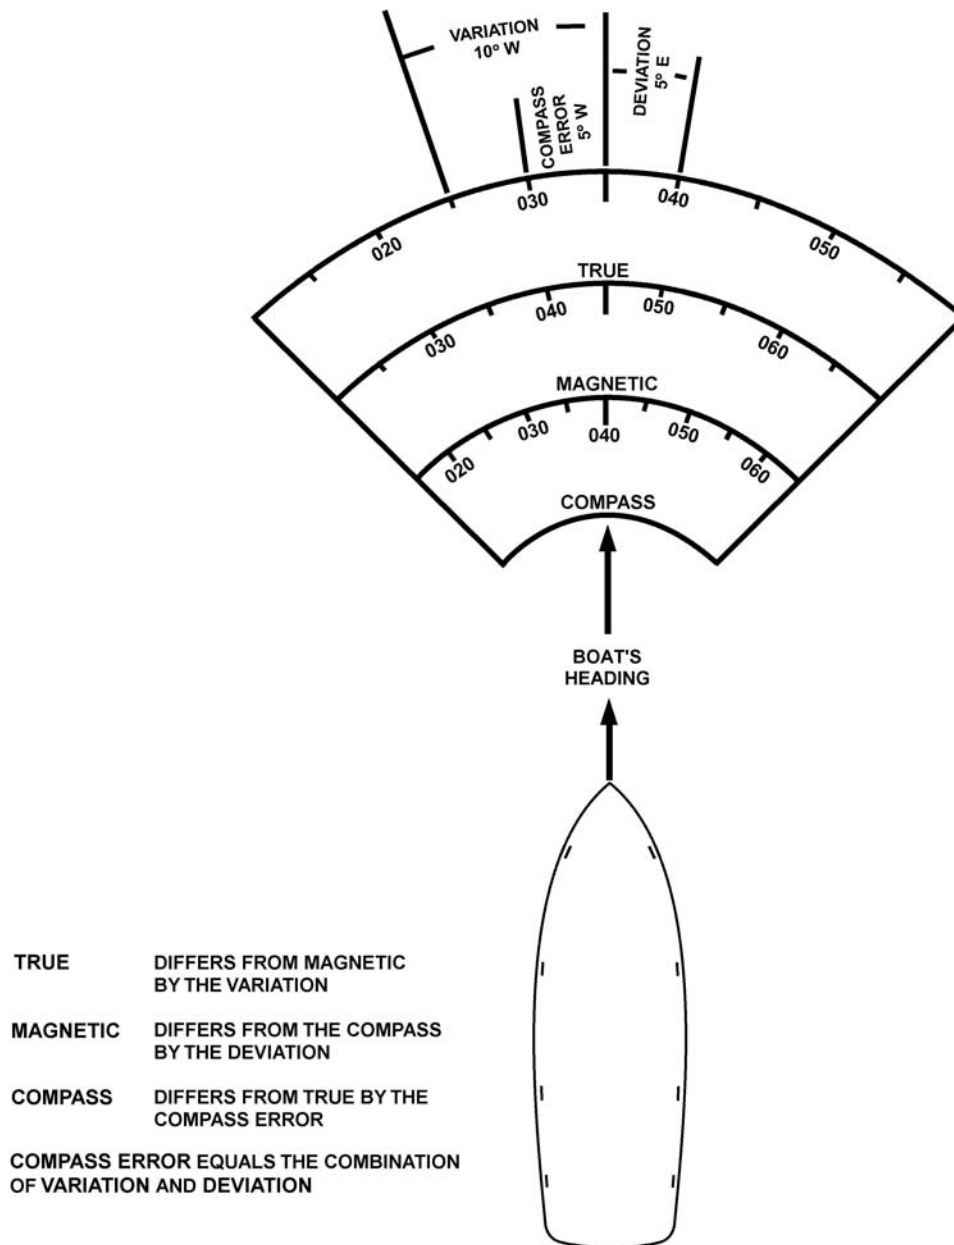 VARIATION
10° W
DEVIATION
5° E
COMPASS
ERROR
5° W
020
030
040
050
TRUE
030
040
050
060
MAGNETIC
020
030
040
050
060
COMPASS
BOAT'S
HEADING
TRUE DIFFERS FROM MAGNETIC
BY THE VARIATION
MAGNETIC DIFFERS FROM THE COMPASS
BY THE DEVIATION
COMPASS DIFFERS FROM TRUE BY THE
COMPASS ERROR
COMPASS ERROR EQUALS THE COMBINATION
OF VARIATION AND DEVIATION